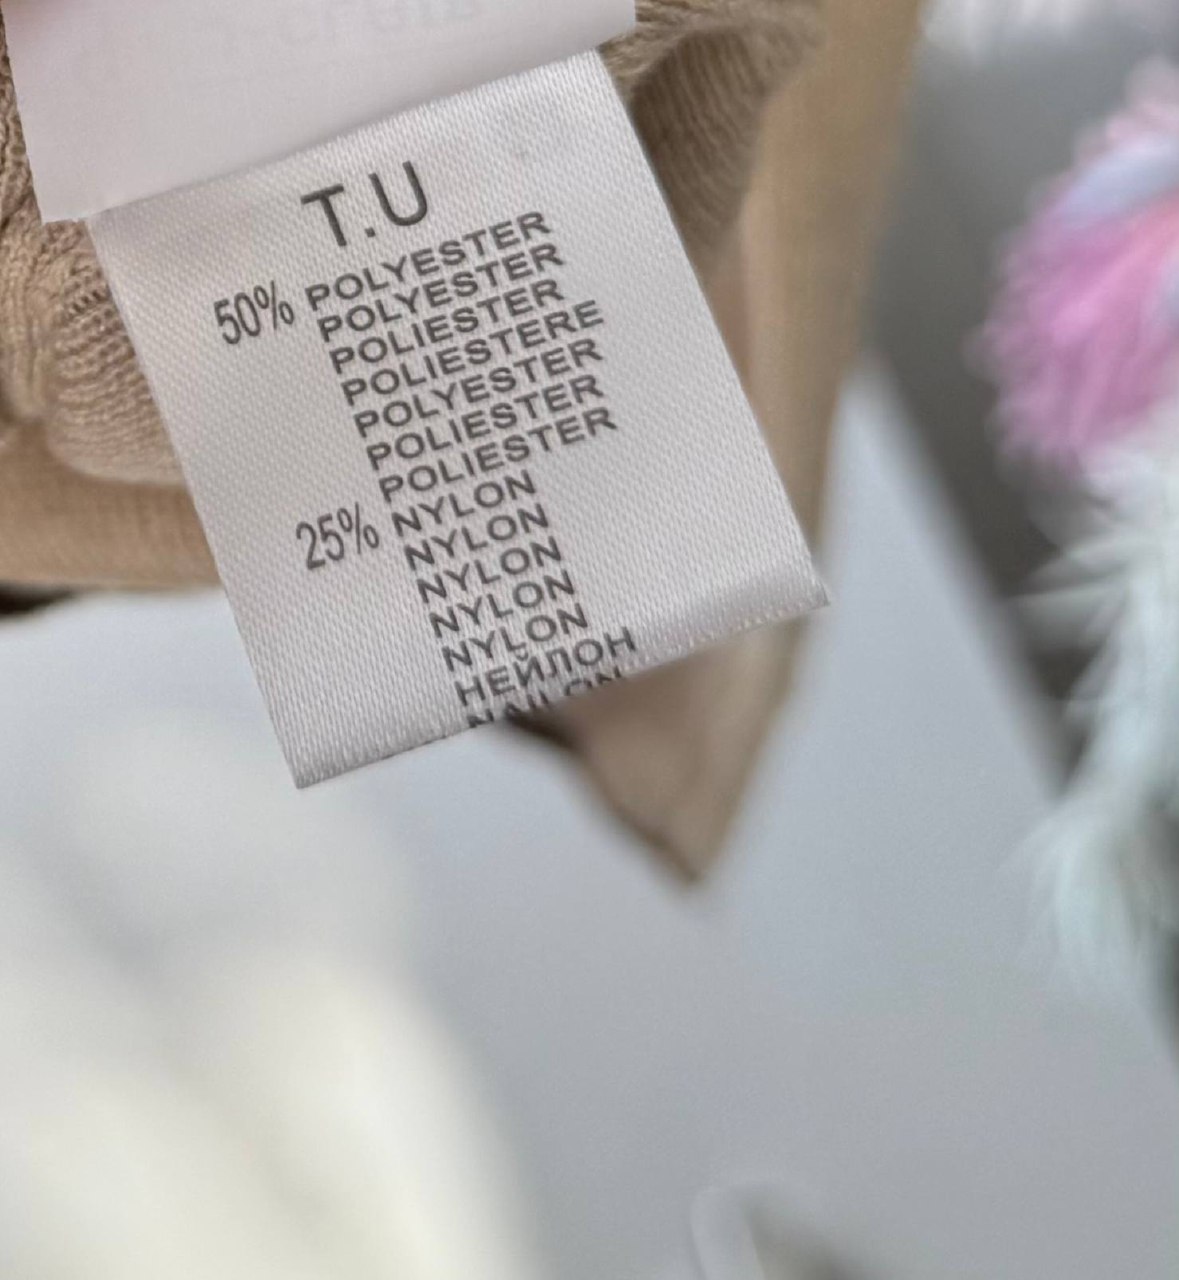 T.U
50% POLYESTER
POLYESTER
POLIESTER
POLIESTERE
POLYESTER
POLIESTER
POLIESTER
25% NYLON
NYLON
NYLON
NYLON
NYLON
НЕЙЛОН